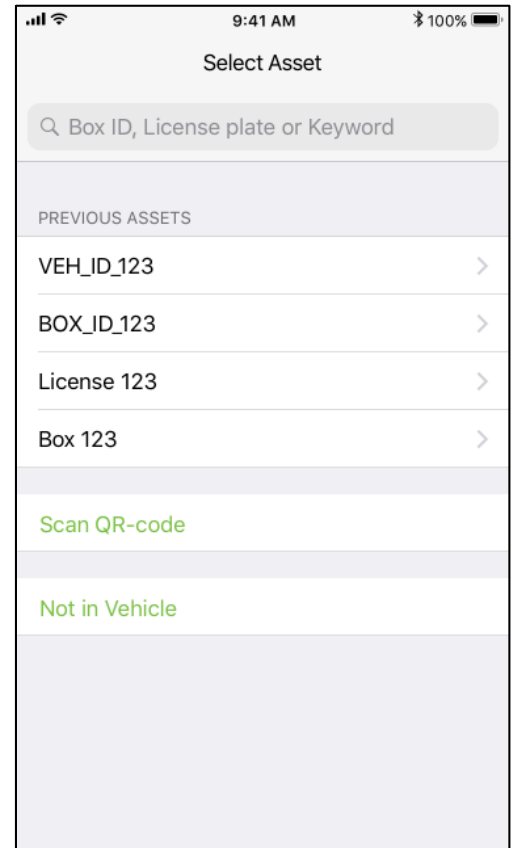 9:41 AM 100%
Select Asset
Box ID, License plate or Keyword
PREVIOUS ASSETS
VEH_ID_123
BOX_ID_123
License 123
Box 123
Scan QR-code
Not in Vehicle